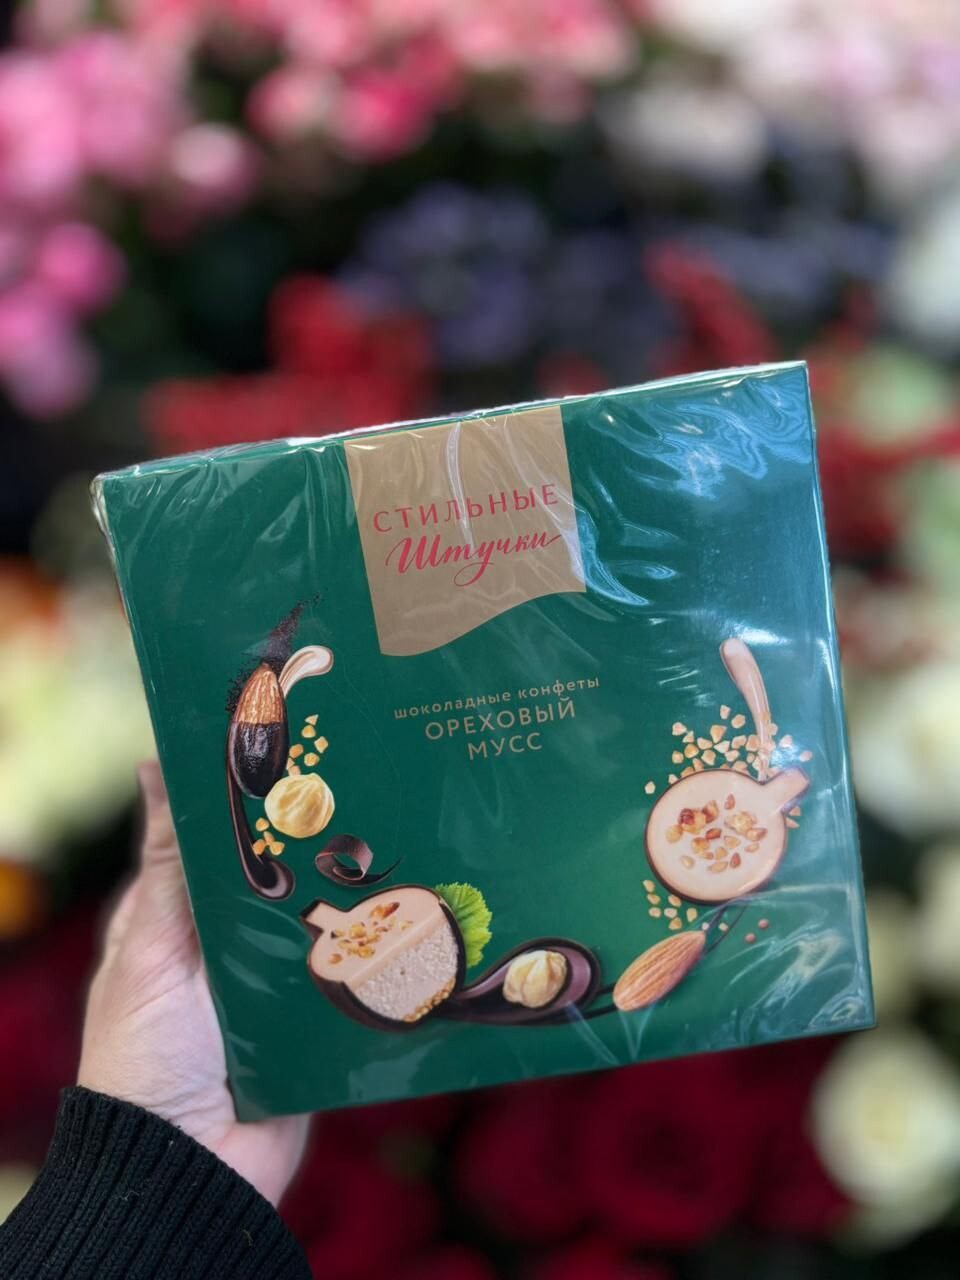 СТИЛЬНЫЕ
Штучки
шоколадные конфеты
ОРЕХОВЫЙ
МУСС